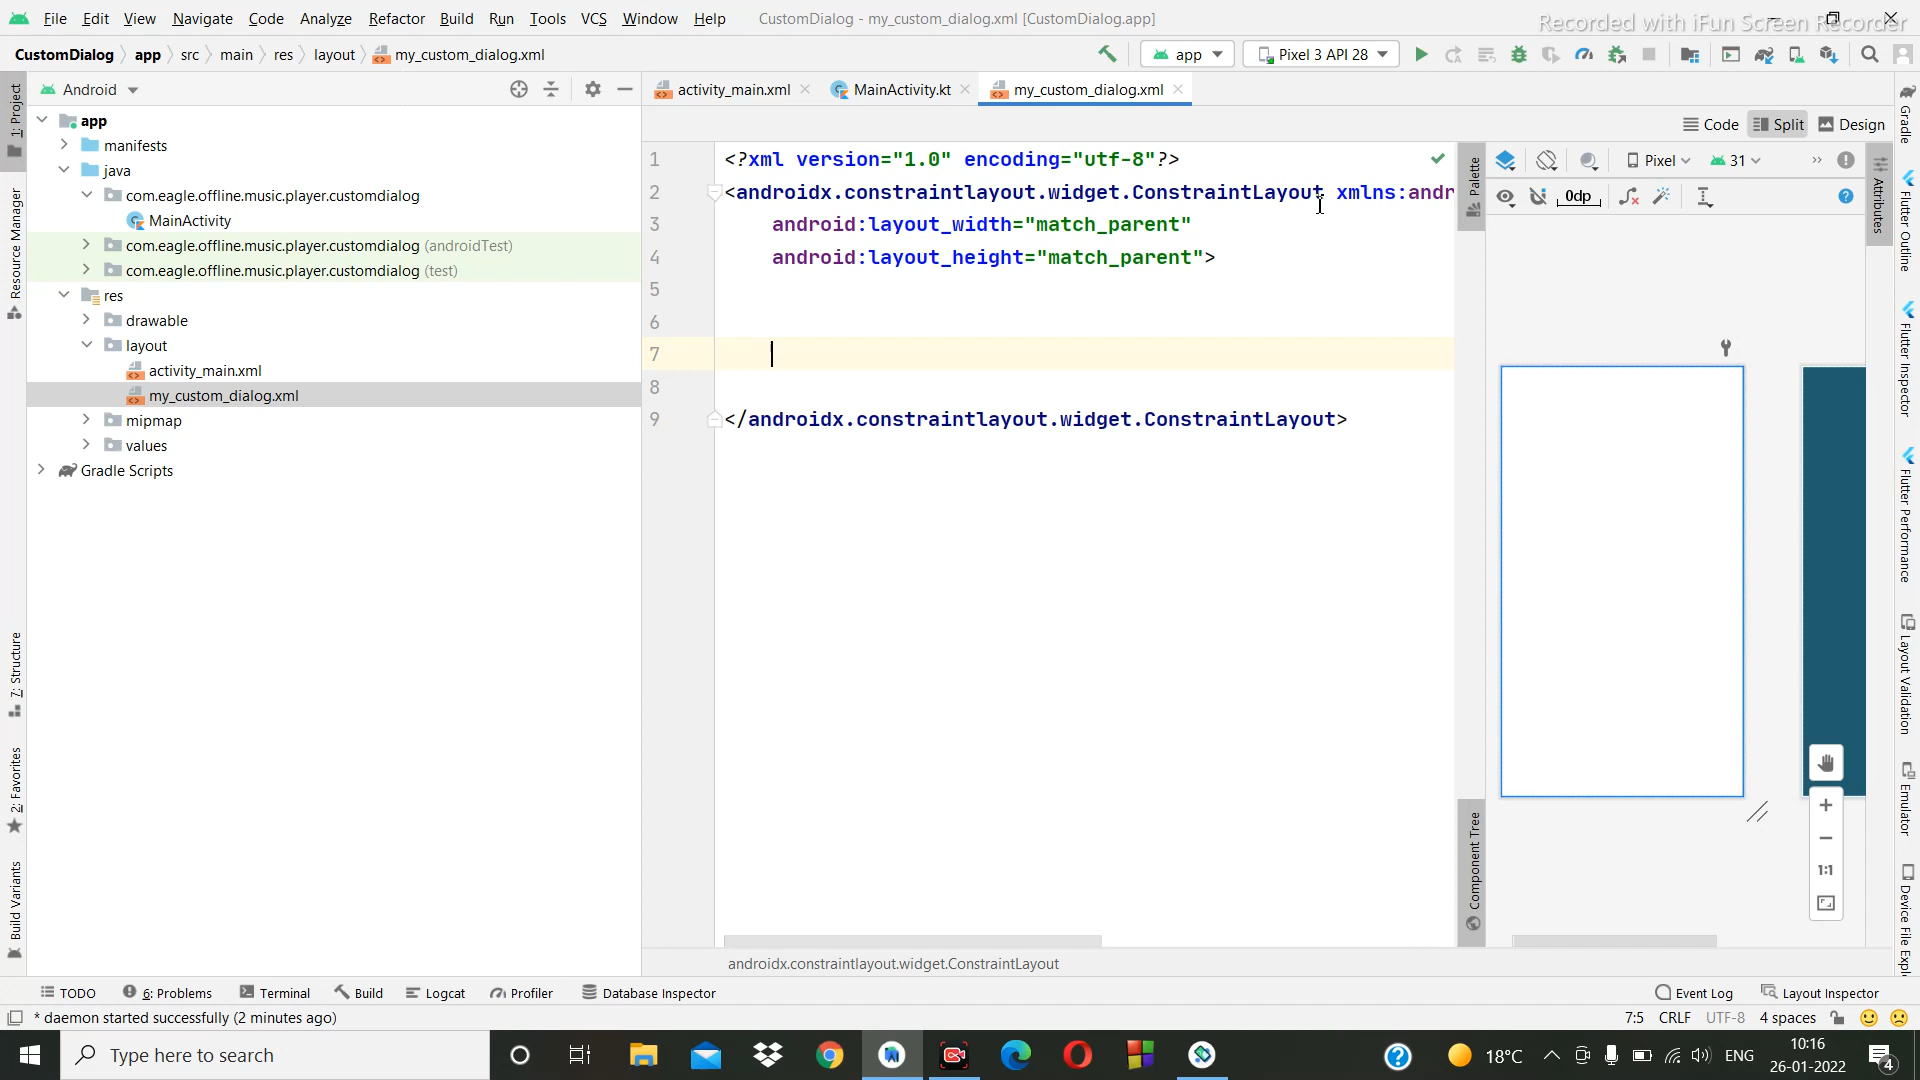 File Edit View Navigate Code Analyze Refactor Build Run Tools VCS Window Help CustomDialog - my_custom_dialog.xml [CustomDialog.app]
Recorded with iFun Screen Recorder
CustomDialog app src main res layout my_custom_dialog.xml
app Pixel 3 API 28
Android
activity_main.xml MainActivity.kt my_custom_dialog.xml
Code Split Design
app
manifests
java
com.eagle.offline.music.player.customdialog
MainActivity
com.eagle.offline.music.player.customdialog (androidTest)
com.eagle.offline.music.player.customdialog (test)
res
drawable
layout
activity_main.xml
my_custom_dialog.xml
mipmap
values
Gradle Scripts
1 <?xml version="1.0" encoding="utf-8"?>
2 <androidx.constraintlayout.widget.ConstraintLayout xmlns:andr
3 android:layout_width="match_parent"
4 android:layout_height="match_parent">
5
6
7
8
9 </androidx.constraintlayout.widget.ConstraintLayout>
androidx.constraintlayout.widget.ConstraintLayout
Pixel 31 »
0dp
1:1
Palette
Component Tree
Attributes
1: Project
Resource Manager
7: Structure
2: Favorites
Build Variants
Gradle
Flutter Outline
Flutter Inspector
Flutter Performance
Layout Validation
Emulator
Device File Expl
TODO 6: Problems Terminal Build Logcat Profiler Database Inspector Event Log Layout Inspector
* daemon started successfully (2 minutes ago) 7:5 CRLF UTF-8 4 spaces
Type here to search
18°C ENG
10:16
26-01-2022
4